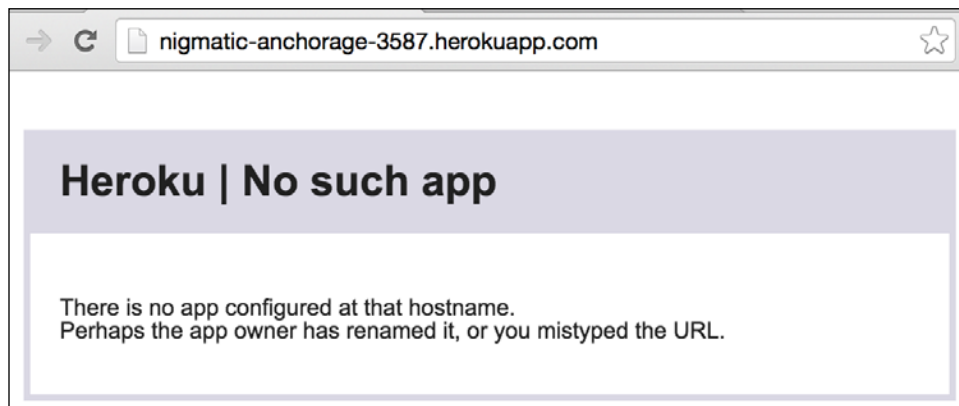 nigmatic-anchorage-3587.herokuapp.com
Heroku | No such app
There is no app configured at that hostname.
Perhaps the app owner has renamed it, or you mistyped the URL.